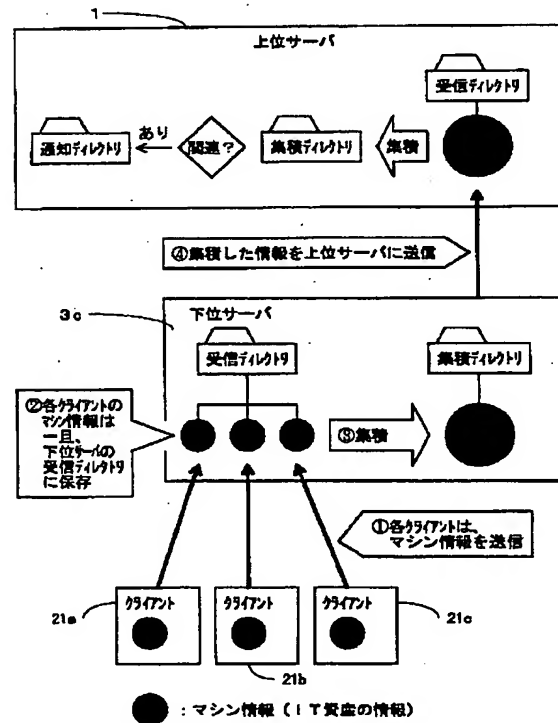 1
上位サーバ
受信ディレクトリ
通知ディレクトリ
あり
関連?
集積ディレクトリ
集積
④集積した情報を上位サーバに送信
3c
下位サーバ
受信ディレクトリ
集積ディレクトリ
②各クライアントの
マシン情報は
一旦、
下位サーバの
受信ディレクトリ
に保存
③集積
①各クライアントは、
マシン情報を送信
21a
クライアント
クライアント
クライアント
21c
21b
:マシン情報(IT資産の情報)